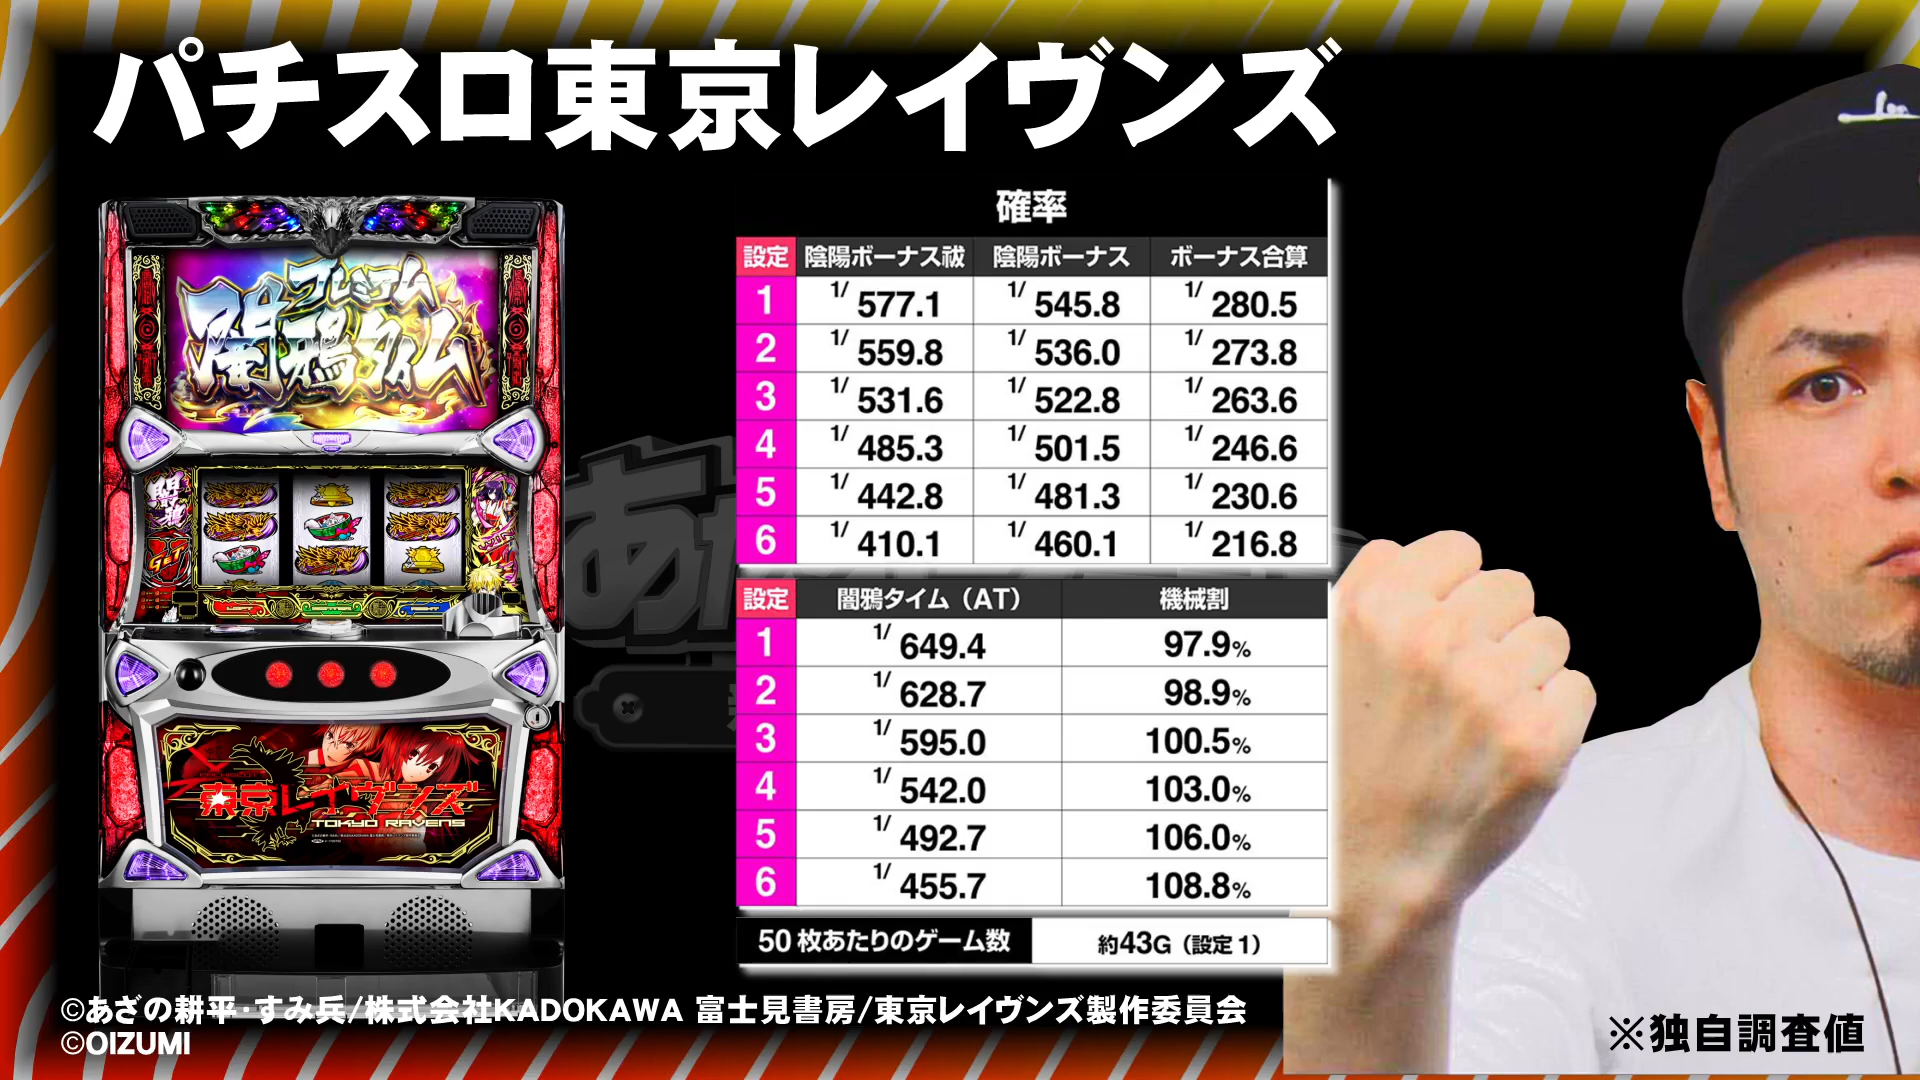 パチスロ東京レイヴンズ
プレミアム
闇鴉タイム
東京レイヴンズ
TOKYO RAVENS
確率
設定 陰陽ボーナス祓 陰陽ボーナス ボーナス合算
1 1/577.1 1/545.8 1/280.5
2 1/559.8 1/536.0 1/273.8
3 1/531.6 1/522.8 1/263.6
4 1/485.3 1/501.5 1/246.6
5 1/442.8 1/481.3 1/230.6
6 1/410.1 1/460.1 1/216.8
設定 闇鴉タイム（AT） 機械割
1 1/649.4 97.9%
2 1/628.7 98.9%
3 1/595.0 100.5%
4 1/542.0 103.0%
5 1/492.7 106.0%
6 1/455.7 108.8%
50枚あたりのゲーム数 約43G（設定1）
©あざの耕平・すみ兵/株式会社KADOKAWA 富士見書房/東京レイヴンズ製作委員会
©OIZUMI
※独自調査値